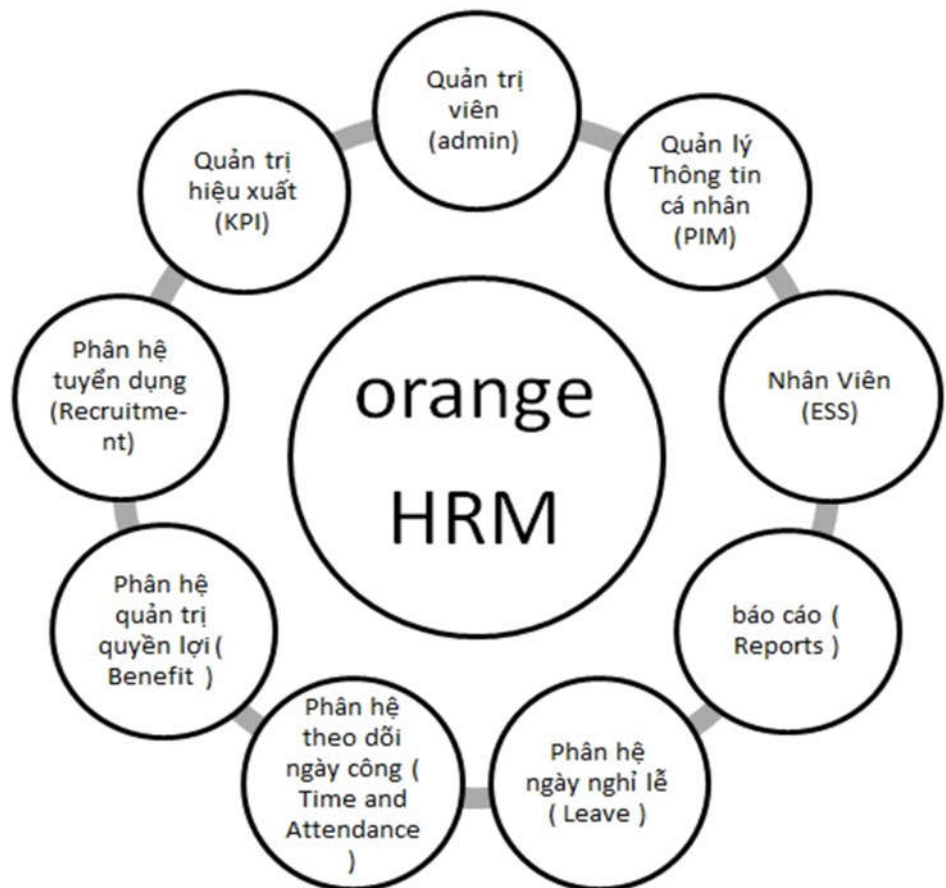 Quản trị
viên
(admin)
Quản lý
Thông tin
cá nhân
(PIM)
Nhân Viên
(ESS)
báo cáo (
Reports )
Phân hệ
ngày nghỉ lễ
( Leave )
Phân hệ
theo dõi
ngày công (
Time and
Attendance
)
Phân hệ
quản trị
quyền lợi (
Benefit )
Phân hệ
tuyển dụng
(Recruitme-
nt)
Quản trị
hiệu xuất
(KPI)
orange
HRM